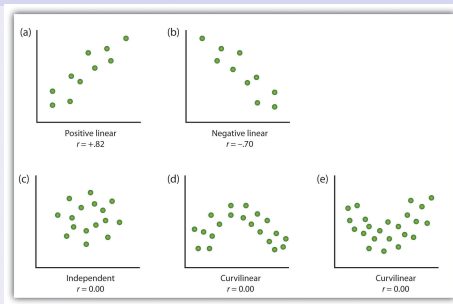 (a)
(b)
Positive linear
r = +.82
Negative linear
r = –.70
(c)
(d)
(e)
Independent
r = 0.00
Curvilinear
r = 0.00
Curvilinear
r = 0.00